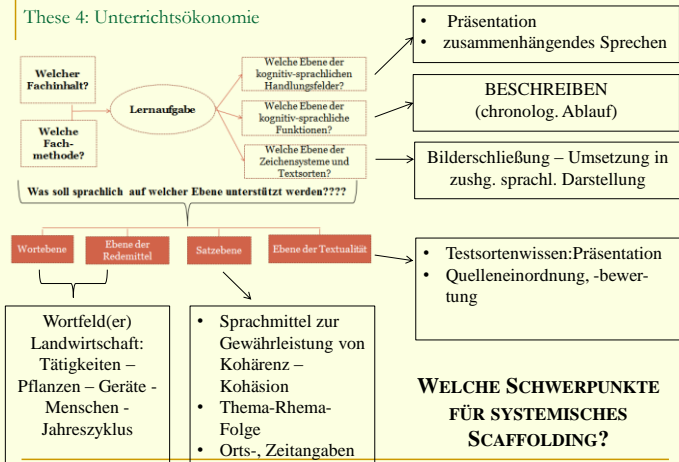 These 4: Unterrichtsökonomie
• Präsentation
• zusammenhängendes Sprechen
Welcher
Fachinhalt?
Welche
Fach-
methode?
Lernaufgabe
Welche Ebene der
kognitiv-sprachlichen
Handlungsfelder?
Welche Ebene der
kognitiv-sprachliche
Funktionen?
Welche Ebene der
Zeichensysteme und
Textsorten?
BESCHREIBEN
(chronolog. Ablauf)
Bilderschließung – Umsetzung in
zushg. sprachl. Darstellung
Was soll sprachlich auf welcher Ebene unterstützt werden????
Wortebene
Ebene der
Redemittel
Satzebene
Ebene der Textualität
• Testsortenwissen:Präsentation
• Quelleneinordnung, -bewer-
tung
Wortfeld(er)
Landwirtschaft:
Tätigkeiten –
Pflanzen – Geräte -
Menschen -
Jahreszyklus
• Sprachmittel zur
Gewährleistung von
Kohärenz –
Kohäsion
• Thema-Rhema-
Folge
• Orts-, Zeitangaben
WELCHE SCHWERPUNKTE
FÜR SYSTEMISCHES
SCAFFOLDING?